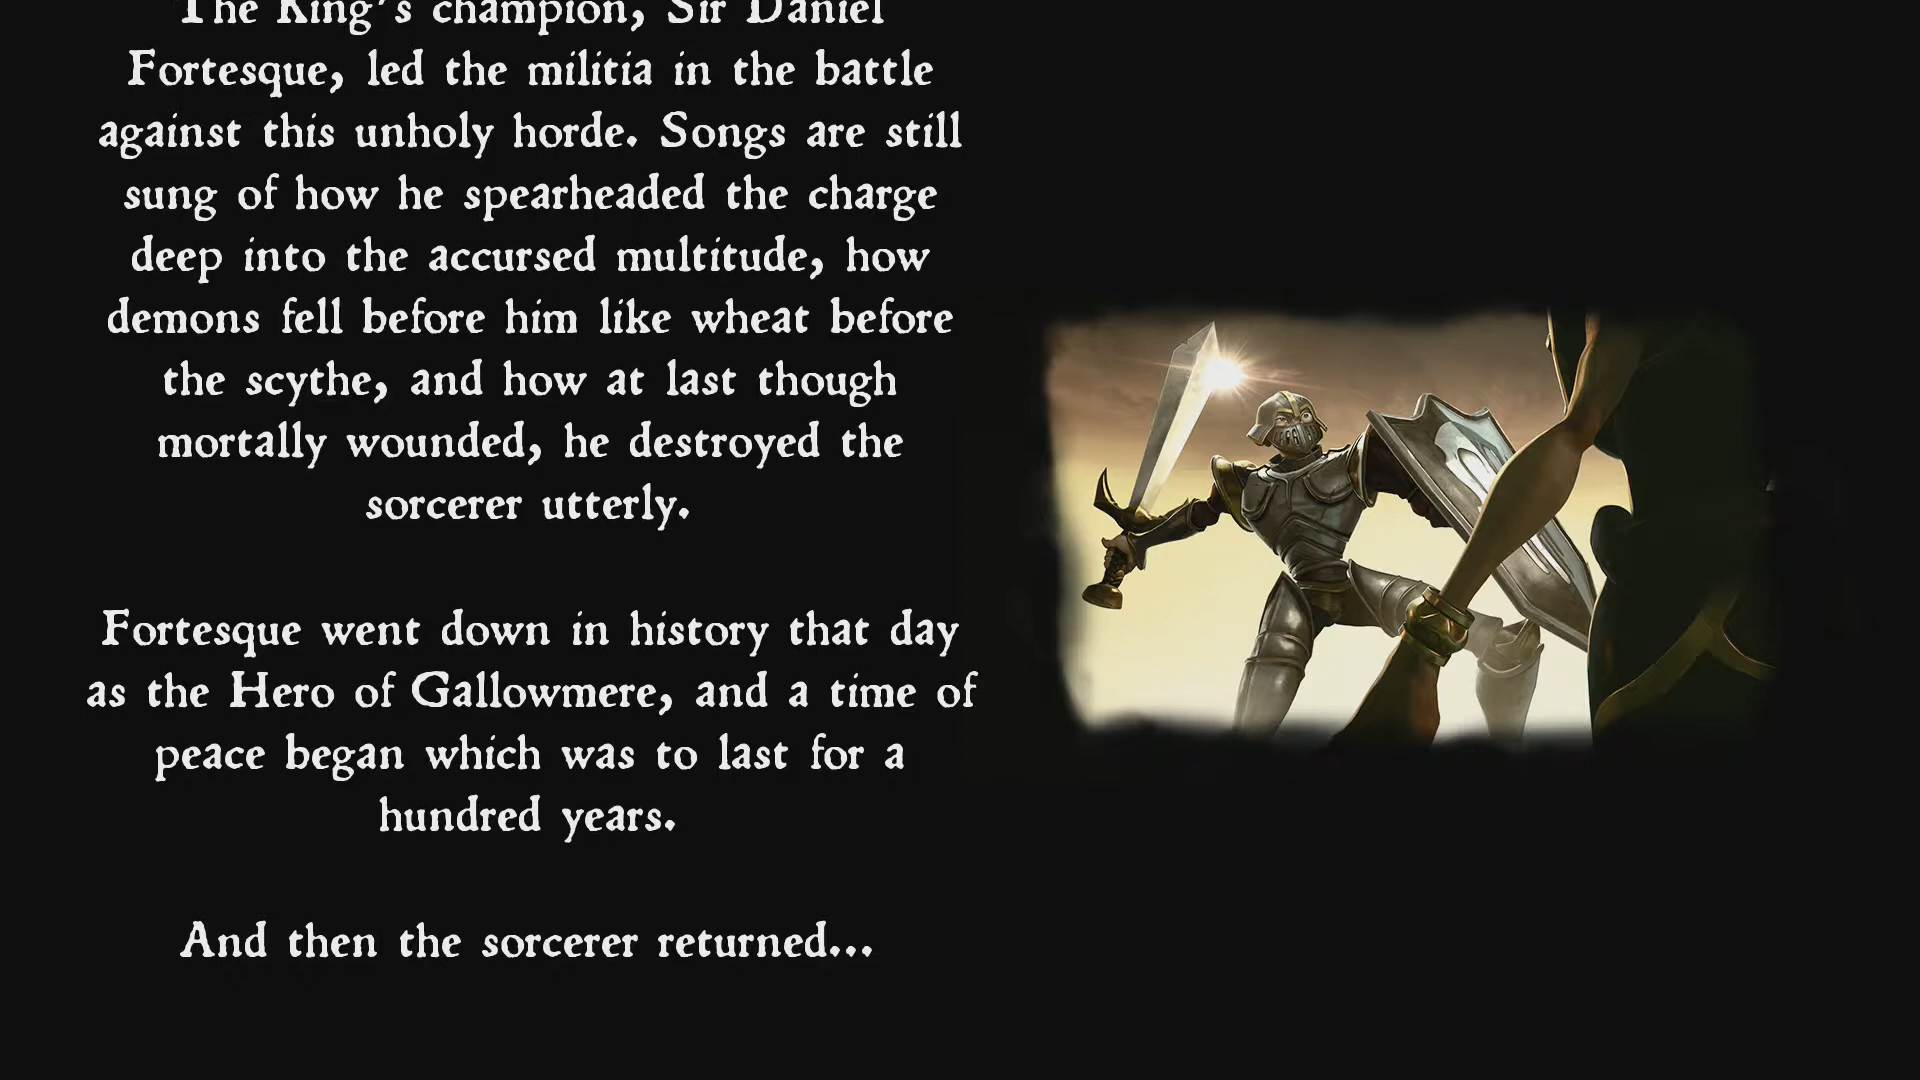 The King's champion, Sir Daniel
Fortesque, led the militia in the battle
against this unholy horde. Songs are still
sung of how he spearheaded the charge
deep into the accursed multitude, how
demons fell before him like wheat before
the scythe, and how at last though
mortally wounded, he destroyed the
sorcerer utterly.
Fortesque went down in history that day
as the Hero of Gallowmere, and a time of
peace began which was to last for a
hundred years.
And then the sorcerer returned...